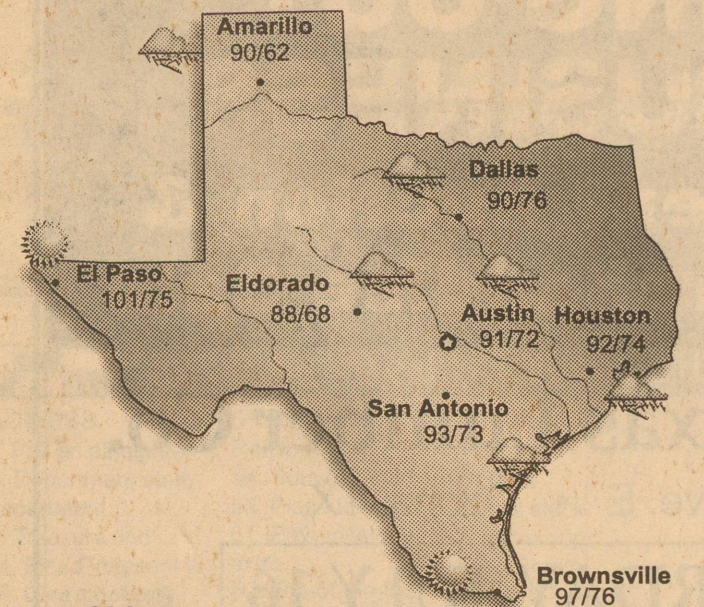 Amarillo
90/62
Dallas
90/76
El Paso
101/75
Eldorado
88/68
Austin
91/72
Houston
92/74
San Antonio
93/73
Brownsville
97/76